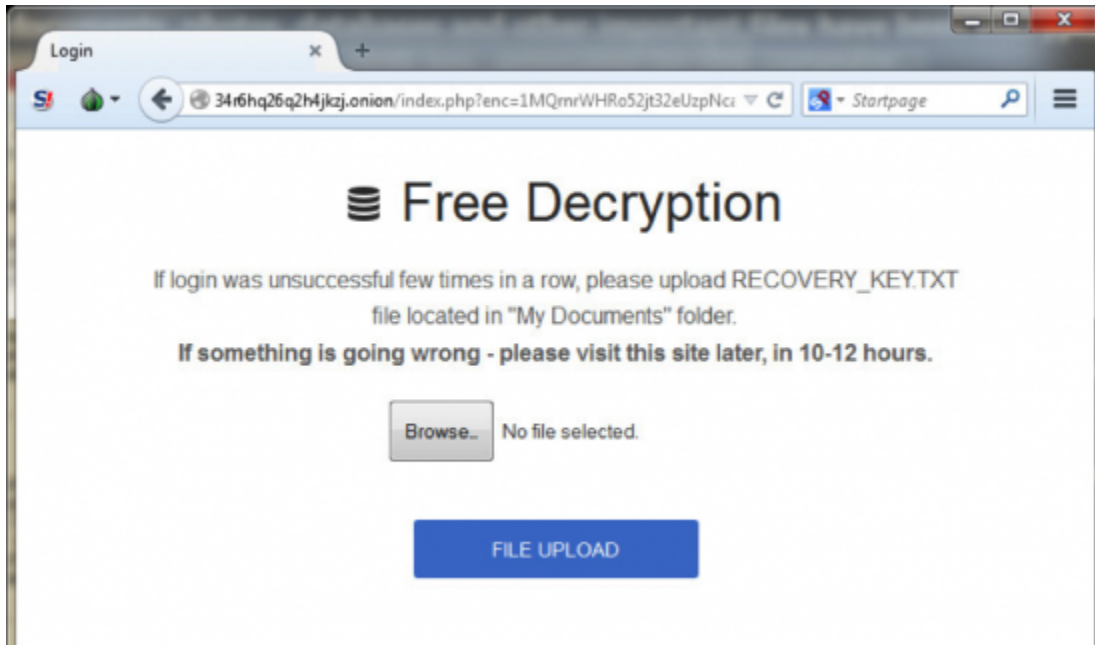 Login
34r6hq26q2h4jkzj.onion/index.php?enc=1MQmrWHRo52jt32eUzpNca
Startpage
Free Decryption
If login was unsuccessful few times in a row, please upload RECOVERY_KEY.TXT
file located in "My Documents" folder.
If something is going wrong - please visit this site later, in 10-12 hours.
Browse..
No file selected.
FILE UPLOAD